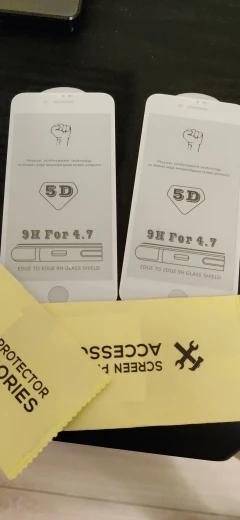 5D
9H For 4.7
EDGE TO EDGE 9H GLASS SHIELD
5D
9H For 4.7
EDGE TO EDGE 9H GLASS SHIELD
SCREEN P
ACCESSO
PROTECTOR
ORIES